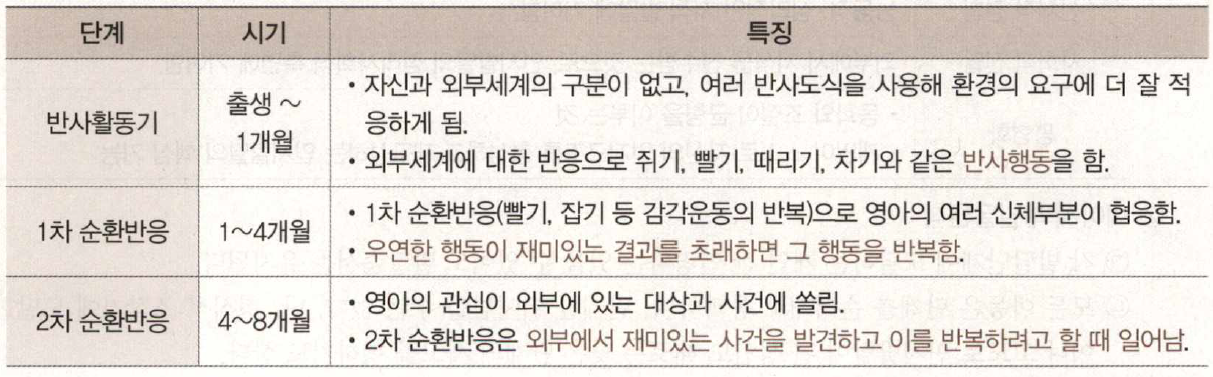 단계 시기 특징
반사활동기
출생 ~
1개월
• 자신과 외부세계의 구분이 없고, 여러 반사도식을 사용해 환경의 요구에 더 잘 적
응하게 됨.
• 외부세계에 대한 반응으로 쥐기, 빨기, 때리기, 차기와 같은 반사행동을 함.
1차 순환반응
1~4개월
• 1차 순환반응(빨기, 잡기 등 감각운동의 반복)으로 영아의 여러 신체부분이 협응함.
• 우연한 행동이 재미있는 결과를 초래하면 그 행동을 반복함.
2차 순환반응
4~8개월
• 영아의 관심이 외부에 있는 대상과 사건에 쏠림.
• 2차 순환반응은 외부에서 재미있는 사건을 발견하고 이를 반복하려고 할 때 일어남.